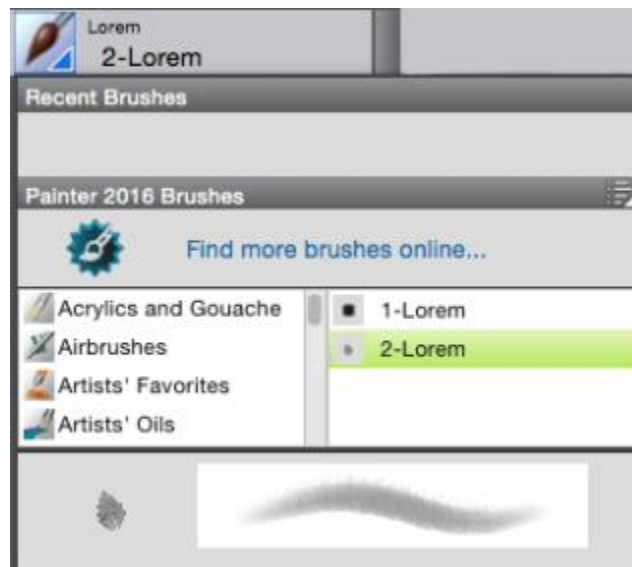 Lorem
2-Lorem
Recent Brushes
Painter 2016 Brushes
Find more brushes online...
Acrylics and Gouache
Airbrushes
Artists' Favorites
Artists' Oils
1-Lorem
2-Lorem